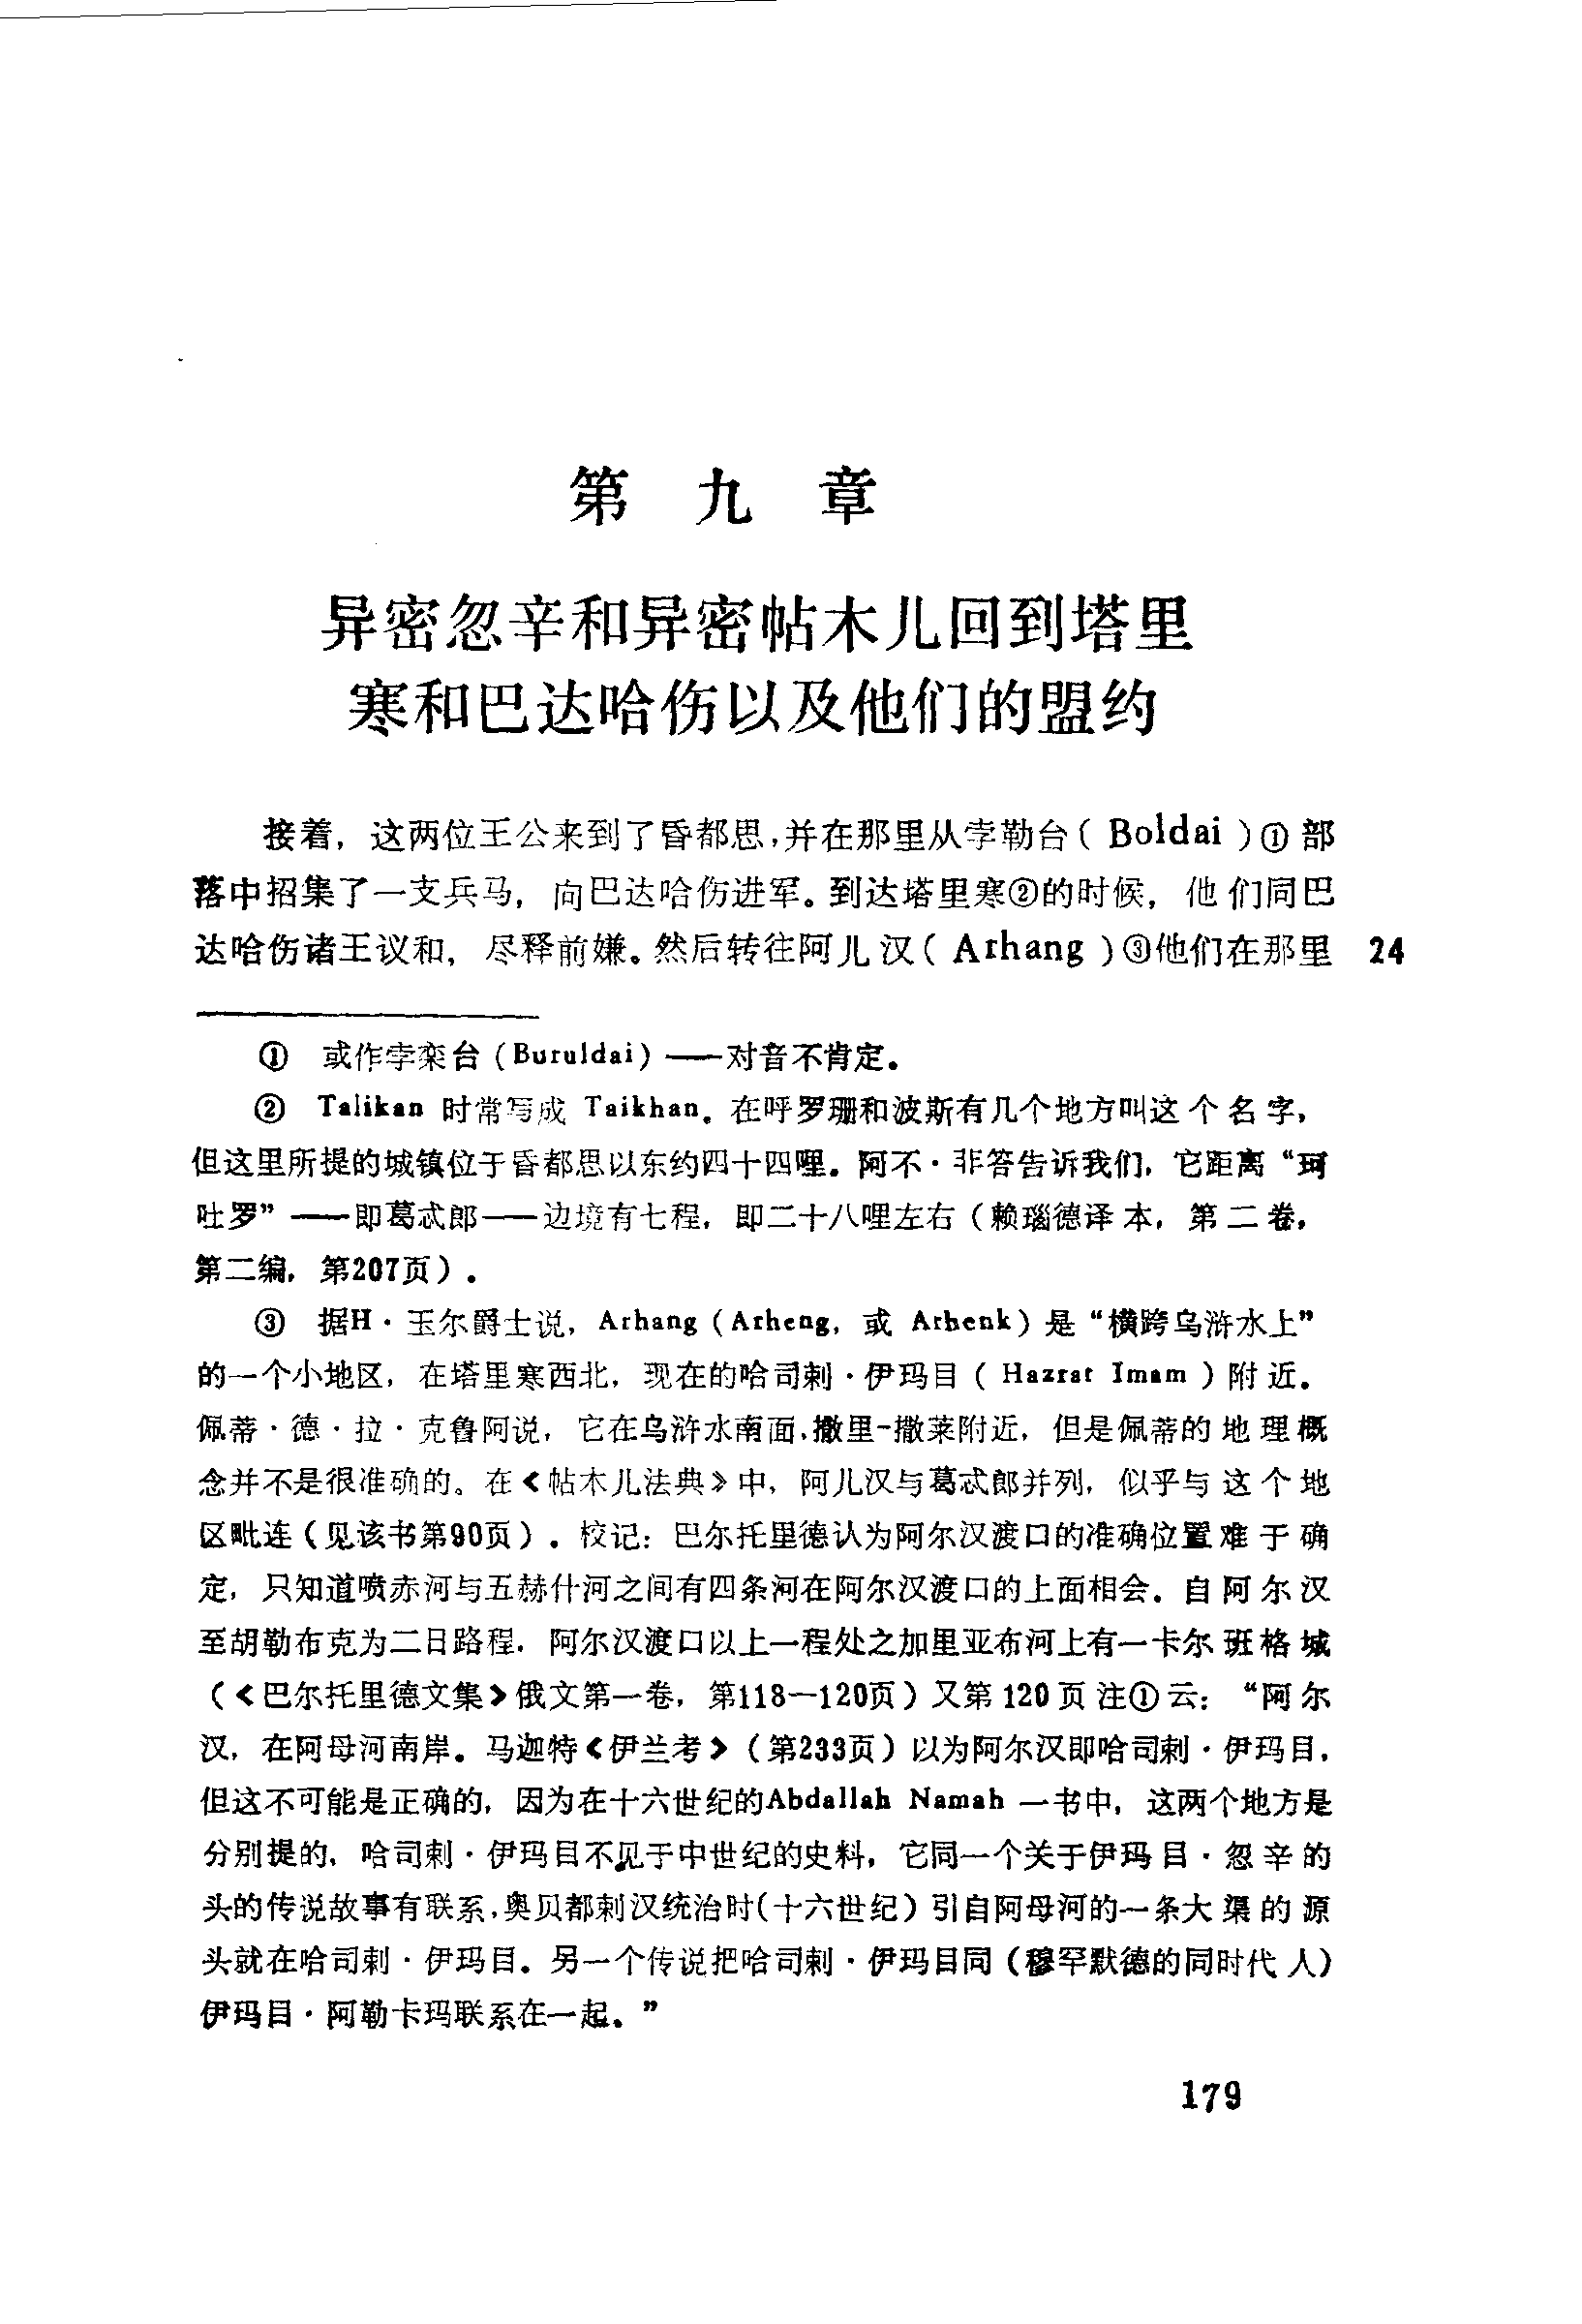 第九章
异密忽辛和异密帖木儿回到塔里
寒和巴达哈伤以及他们的盟约
接着，这两位王公来到了昏都思，并在那里从孛勒台（Boldai）①部
落中招集了一支兵马，向巴达哈伤进军。到达塔里寒②的时候，他们同巴
达哈伤诸王议和，尽释前嫌。然后转往阿儿汉（Arhang）③他们在那里 24
① 或作孛栾台（Buruldai）——对音不肯定。
② Talikan 时常写成 Taikhan。在呼罗珊和波斯有几个地方叫这个名字，
但这里所提的城镇位于昏都思以东约四十四哩。阿不·非答告诉我们，它距离“珂
吐罗”——即葛忒郎——边境有七程，即二十八哩左右（赖瑙德译本，第二卷，
第二编，第207页）。
③ 据H·玉尔爵士说，Arhang（Arheng，或 Arhenk）是“横跨乌浒水上”
的一个小地区，在塔里寒西北，现在的哈司剌·伊玛目（Hazrat Imam）附近。
佩蒂·德·拉·克鲁阿说，它在乌浒水南面，撒里-撒莱附近，但是佩蒂的地理概
念并不是很准确的。在《帖木儿法典》中，阿儿汉与葛忒郎并列，似乎与这个地
区毗连（见该书第90页）。校记：巴尔托里德认为阿尔汉渡口的准确位置难于确
定，只知道喷赤河与五赫什河之间有四条河在阿尔汉渡口的上面相会。自阿尔汉
至胡勒布克为二日路程，阿尔汉渡口以上一程处之加里亚布河上有一卡尔班格城
（《巴尔托里德文集》俄文第一卷，第118—120页）又第120页注①云：“阿尔
汉，在阿母河南岸。马迦特《伊兰考》（第233页）以为阿尔汉即哈司剌·伊玛目，
但这不可能是正确的，因为在十六世纪的Abdallah Namah 一书中，这两个地方是
分别提的，哈司剌·伊玛目不见于中世纪的史料，它同一个关于伊玛目·忽辛的
头的传说故事有联系，奥贝都剌汉统治时（十六世纪）引自阿母河的一条大渠的源
头就在哈司剌·伊玛目。另一个传说把哈司剌·伊玛目同（穆罕默德的同时代人）
伊玛目·阿勒卡玛联系在一起。”
179